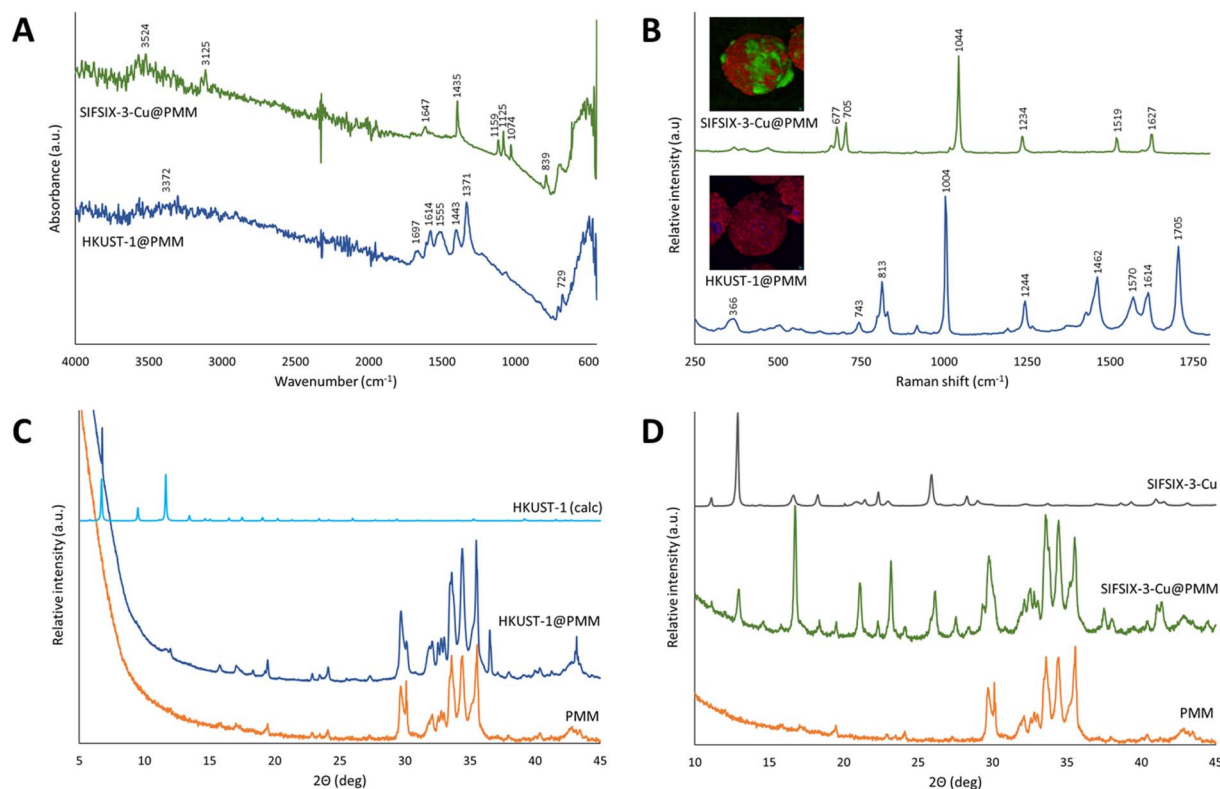 A
3524
3125
SIFSIX-3-Cu@PMM
1647
1435
1159
1125
1074
839
3372
HKUST-1@PMM
1697
1614
1555
1443
1371
729
Absorbance (a.u.)
4000 3500 3000 2500 2000 1500 1000 500
Wavenumber (cm-1)
B
1044
SIFSIX-3-Cu@PMM
677
705
1234
1519
1627
HKUST-1@PMM
366
743
813
1004
1244
1462
1570
1614
1705
Relative intensity (a.u)
250 500 750 1000 1250 1500 1750
Raman shift (cm-1)
C
HKUST-1 (calc)
HKUST-1@PMM
PMM
Relative intensity (a.u.)
5 10 15 20 25 30 35 40 45
2Θ (deg)
D
SIFSIX-3-Cu
SIFSIX-3-Cu@PMM
PMM
Relative intensity (a.u.)
10 15 20 25 30 35 40 45
2Θ (deg)